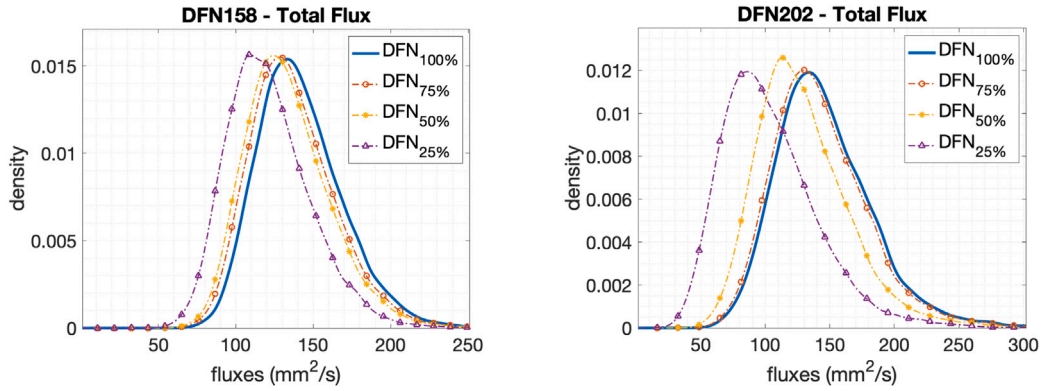 DFN158 - Total Flux
DFN100%
DFN75%
DFN50%
DFN25%
0.015
0.01
0.005
0
density
50
100
150
200
250
fluxes (mm²/s)
DFN202 - Total Flux
DFN100%
DFN75%
DFN50%
DFN25%
0.012
0.01
0.008
0.006
0.004
0.002
0
density
50
100
150
200
250
300
fluxes (mm²/s)